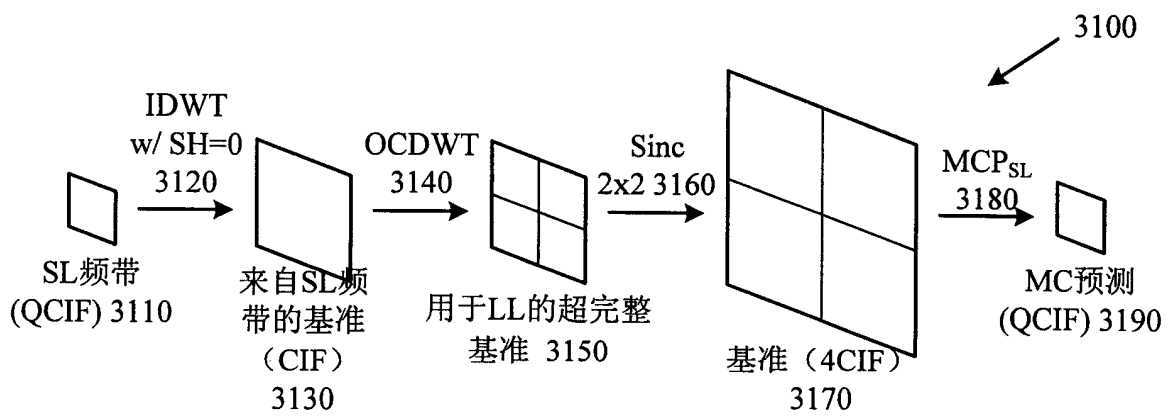 3100
IDWT
w/ SH=0
3120
OCDWT
3140
Sinc
2x2 3160
MCPSL
3180
SL频带
(QCIF) 3110
来自SL频
带的基准
（CIF）
3130
用于LL的超完整
基准 3150
基准（4CIF）
3170
MC预测
(QCIF) 3190